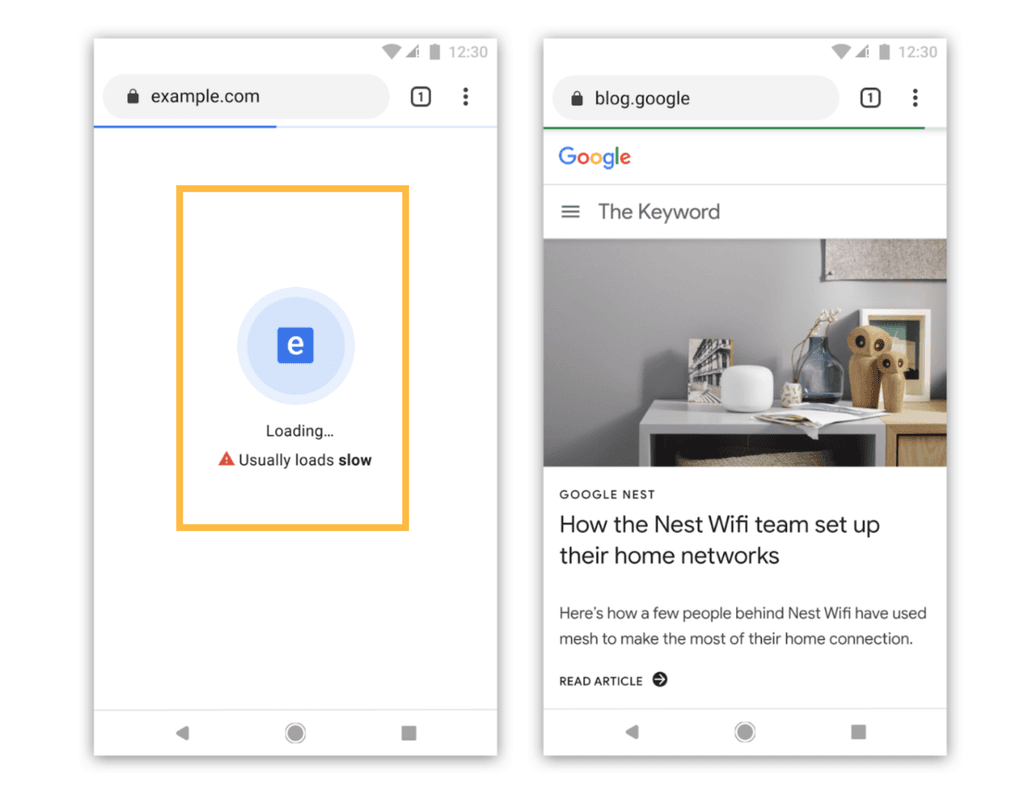 12:30
example.com
1
e
Loading...
Usually loads slow
12:30
blog.google
1
Google
The Keyword
GOOGLE NEST
How the Nest Wifi team set up
their home networks
Here's how a few people behind Nest Wifi have used
mesh to make the most of their home connection.
READ ARTICLE